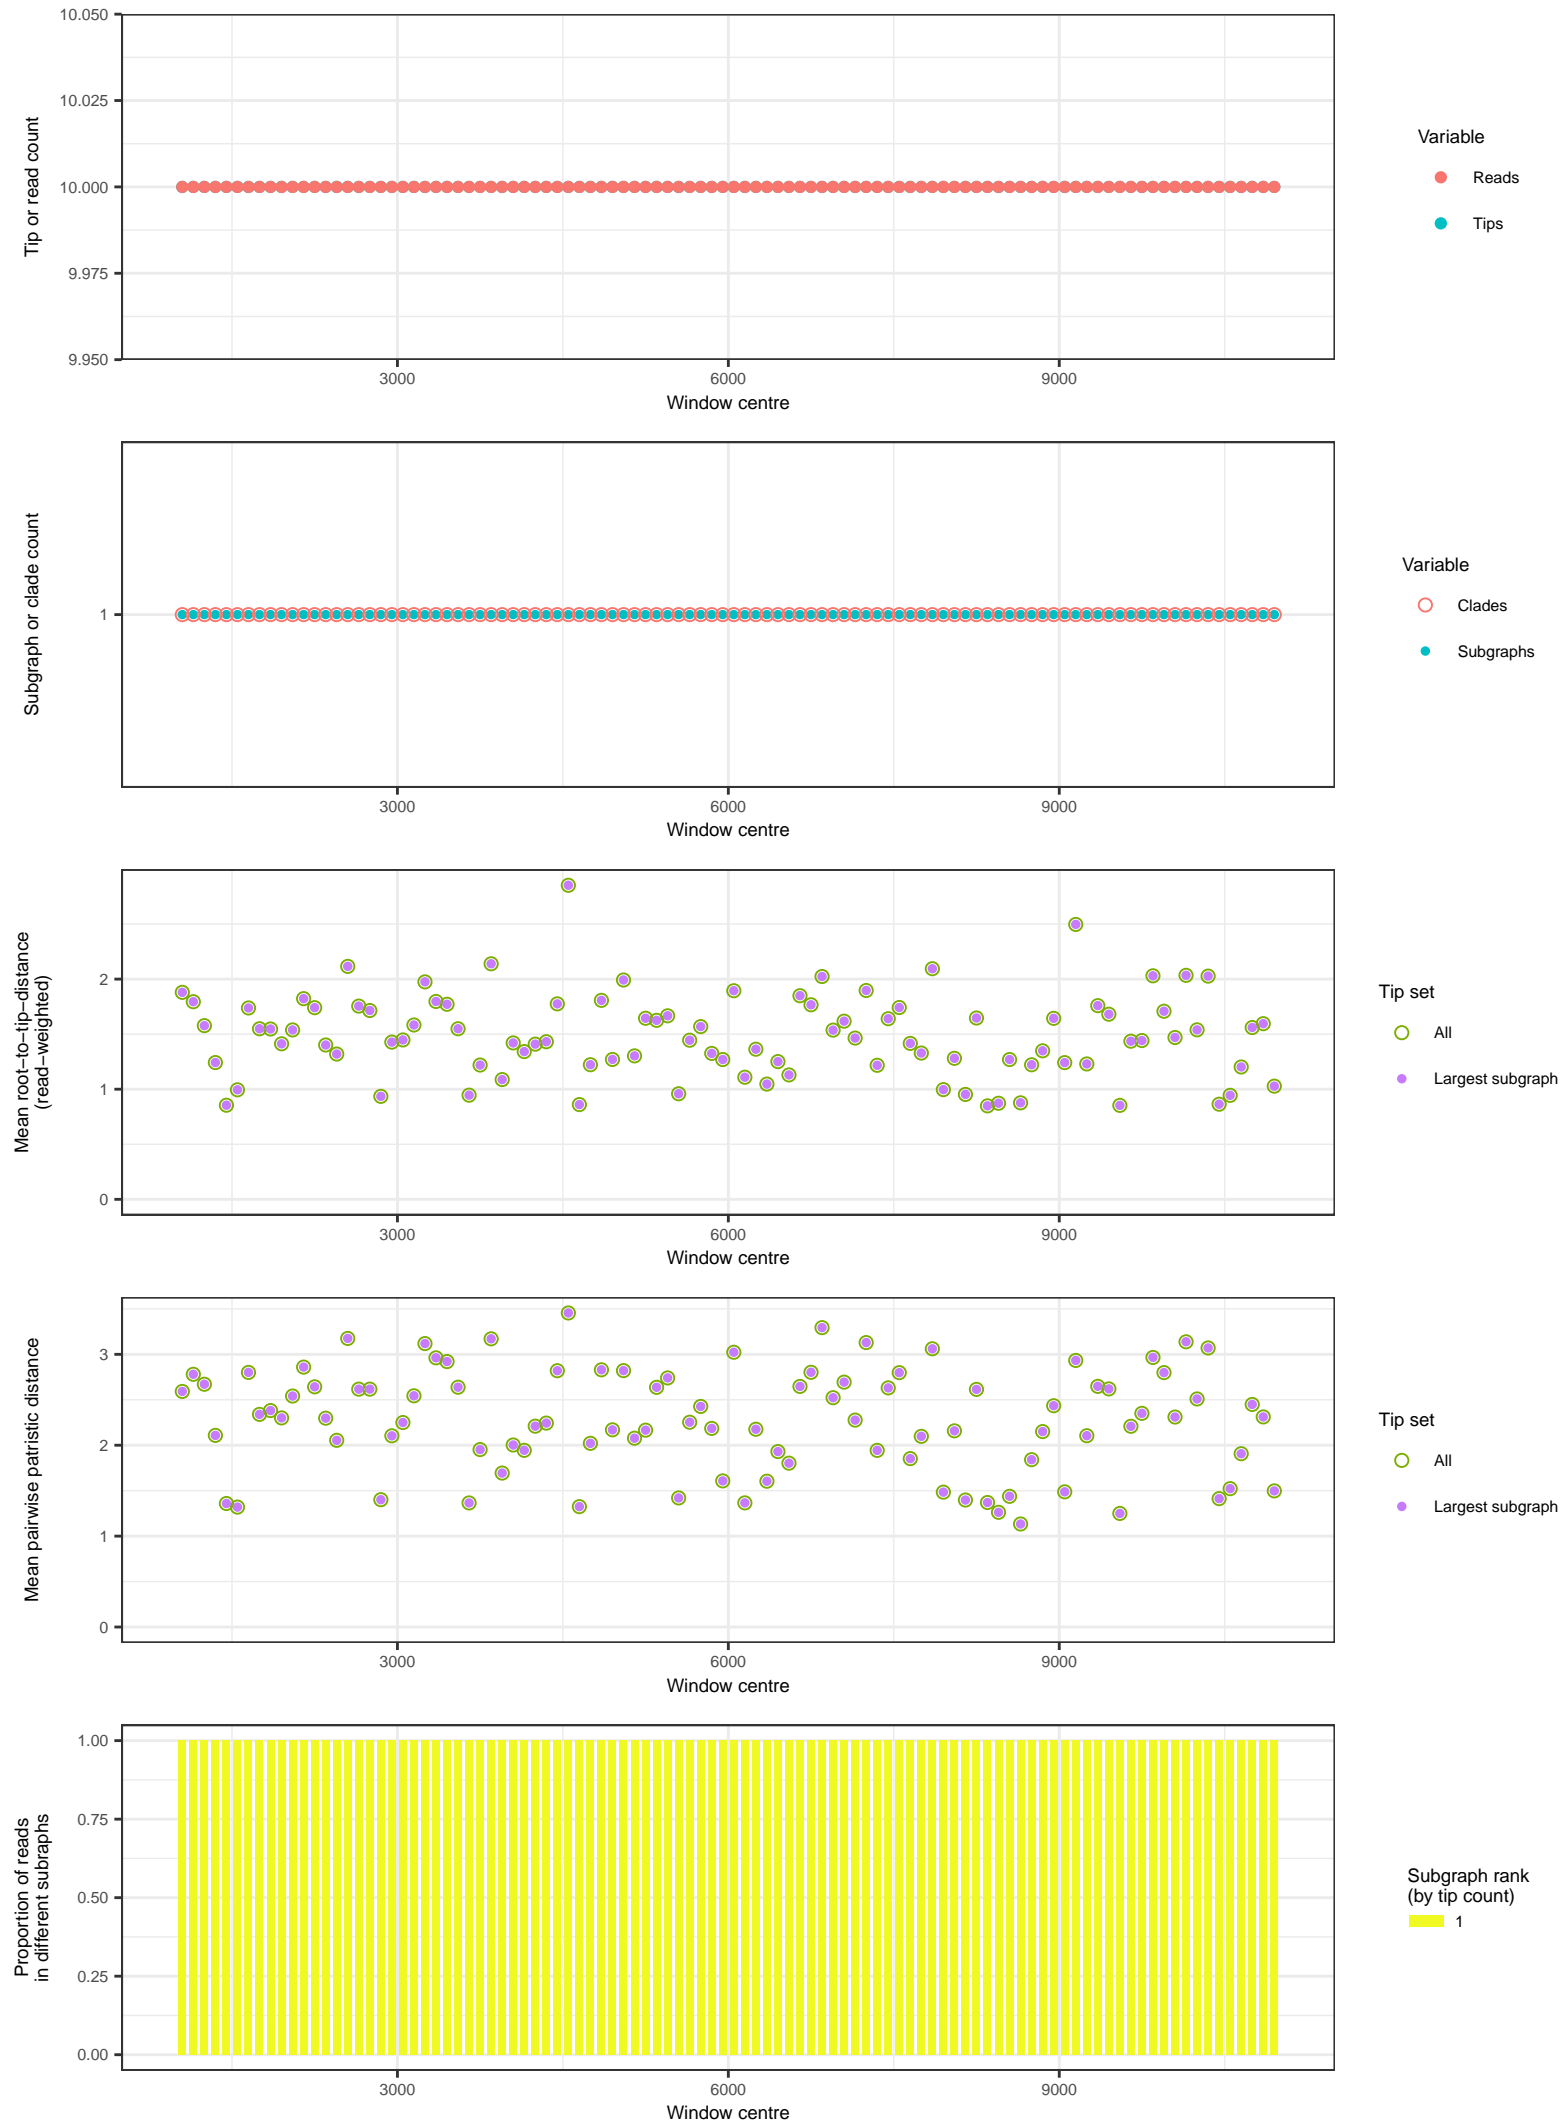 10.050
10.025
10.000
9.975
9.950
Tip or read count
3000
6000
9000
Window centre
Variable
Reads
Tips
1
Subgraph or clade count
3000
6000
9000
Window centre
Variable
Clades
Subgraphs
2
1
0
Mean root−to−tip−distance
(read−weighted)
3000
6000
9000
Window centre
Tip set
All
Largest subgraph
3
2
1
0
Mean pairwise patristic distance
3000
6000
9000
Window centre
Tip set
All
Largest subgraph
1.00
0.75
0.50
0.25
0.00
Proportion of reads
in different subraphs
3000
6000
9000
Window centre
Subgraph rank
(by tip count)
1